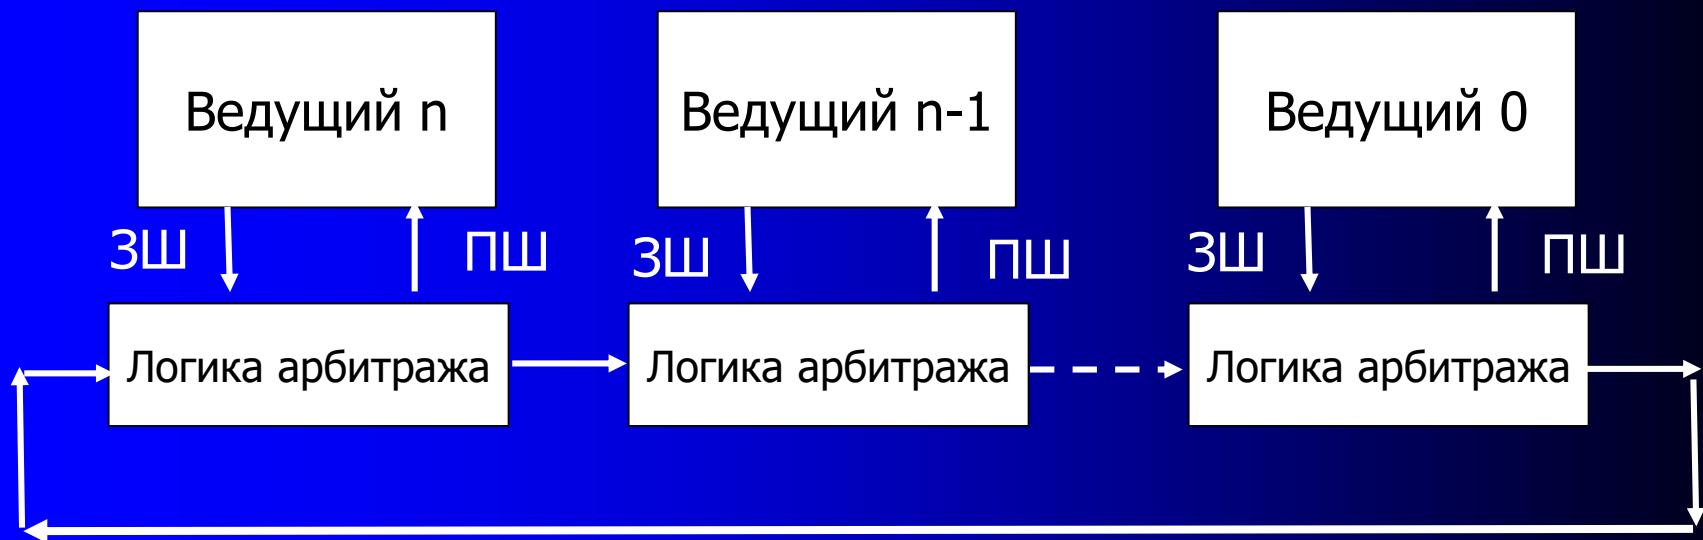 Ведущий n
Ведущий n-1
Ведущий 0
ЗШ
ПШ
ЗШ
ПШ
ЗШ
ПШ
Логика арбитража
Логика арбитража
Логика арбитража